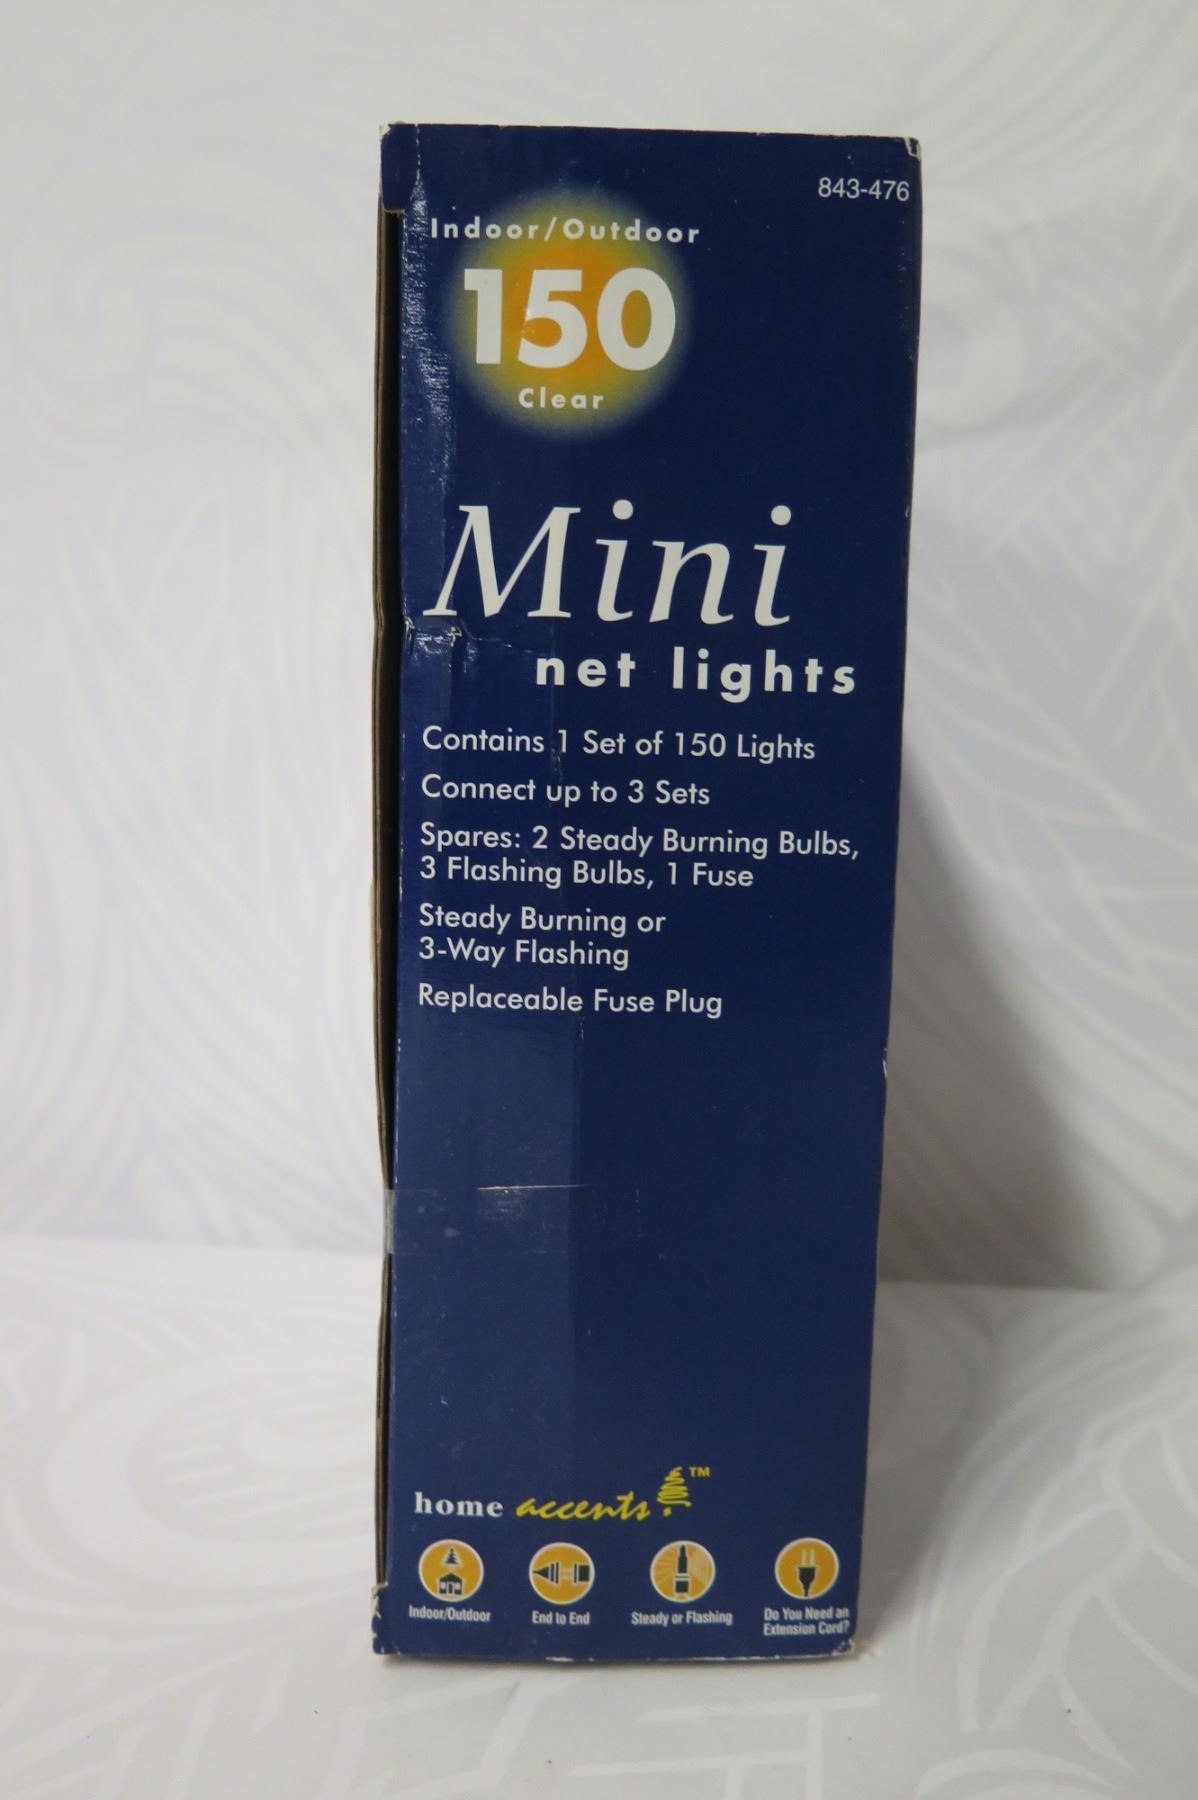 843-476
Indoor/Outdoor
150
Clear
Mini
net lights
Contains 1 Set of 150 Lights
Connect up to 3 Sets
Spares: 2 Steady Burning Bulbs,
3 Flashing Bulbs, 1 Fuse
Steady Burning or
3-Way Flashing
Replaceable Fuse Plug
home accents TM
Indoor/Outdoor
End to End
Steady or Flashing
Do You Need an
Extension Cord?